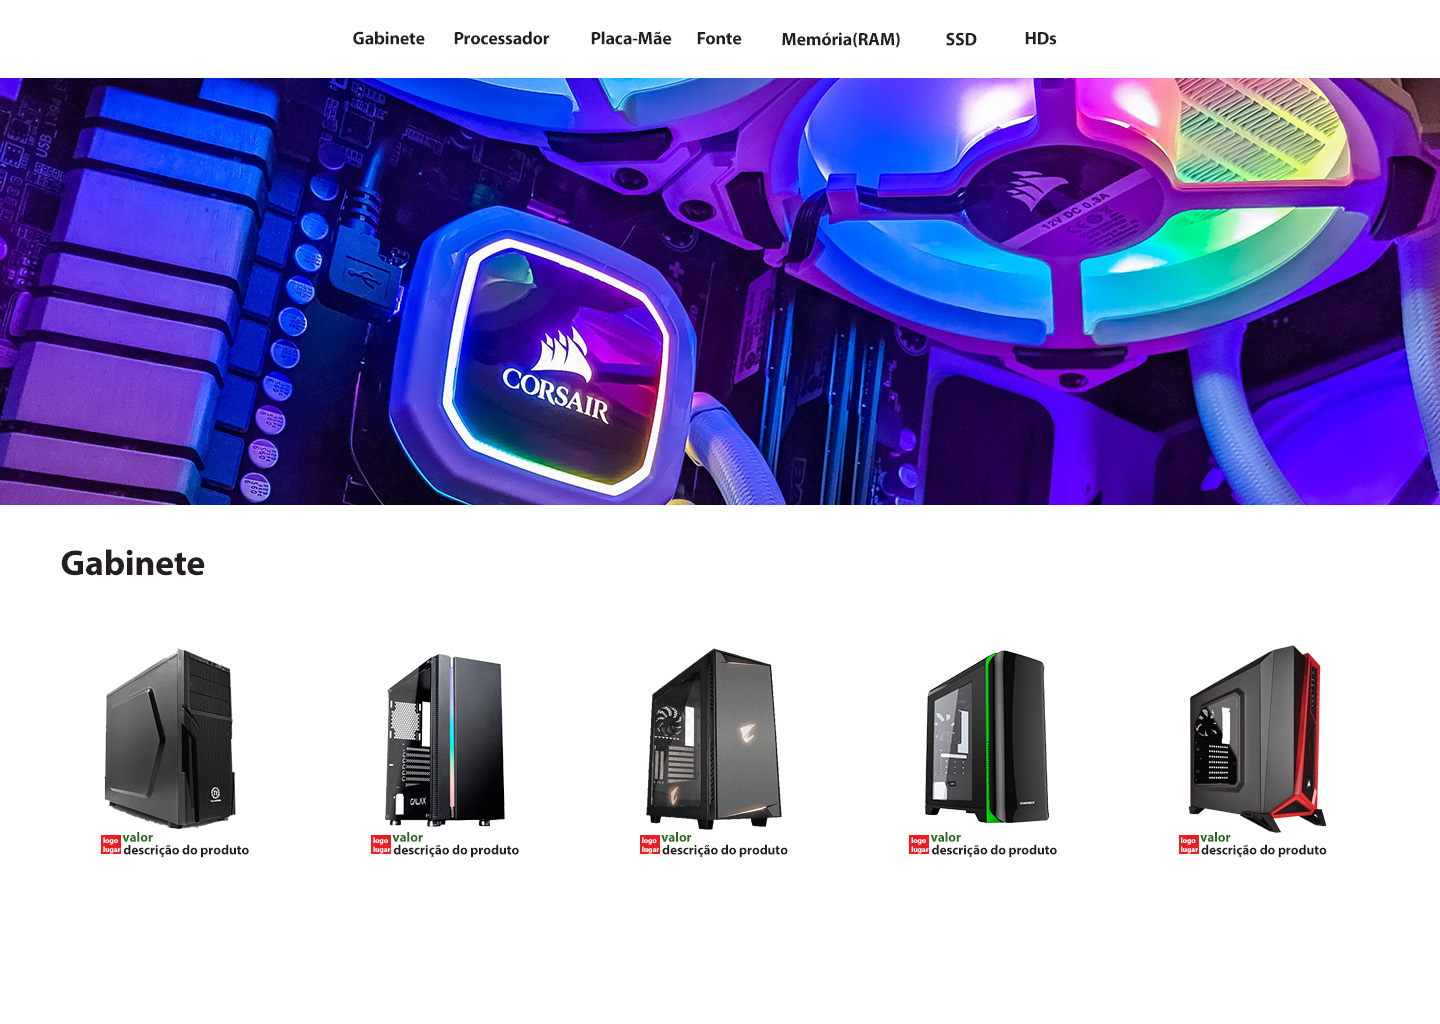 Gabinete Processador Placa-Mãe Fonte Memória(RAM) SSD HDs
12V DC 0.3A
CORSAIR
Gabinete
GALAX
logo
lugar
valor
descrição do produto
logo
lugar
valor
descrição do produto
logo
lugar
valor
descrição do produto
logo
lugar
valor
descrição do produto
logo
lugar
valor
descrição do produto